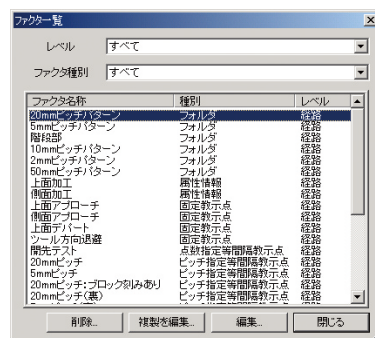 ファクタ一覧
レベル すべて
ファクタ種別 すべて
ファクタ名称 種別 レベル
20mmピッチパターン フォルダ 経路
5mmピッチパターン フォルダ 経路
階段部 フォルダ 経路
10mmピッチパターン フォルダ 経路
2mmピッチパターン フォルダ 経路
50mmピッチパターン フォルダ 経路
上面加工 属性情報 経路
側面加工 属性情報 経路
上面アプローチ 固定教示点 経路
側面アプローチ 固定教示点 経路
上面デパート 固定教示点 経路
ツール方向退避 固定教示点 経路
開先テスト 点数指定等間隔教示点 経路
20mmピッチ ピッチ指定等間隔教示点 経路
5mmピッチ ピッチ指定等間隔教示点 経路
20mmピッチ:ブロック刻みあり ピッチ指定等間隔教示点 経路
20mmピッチ(裏) ピッチ指定等間隔教示点 経路
削除... 複製を編集... 編集... 閉じる